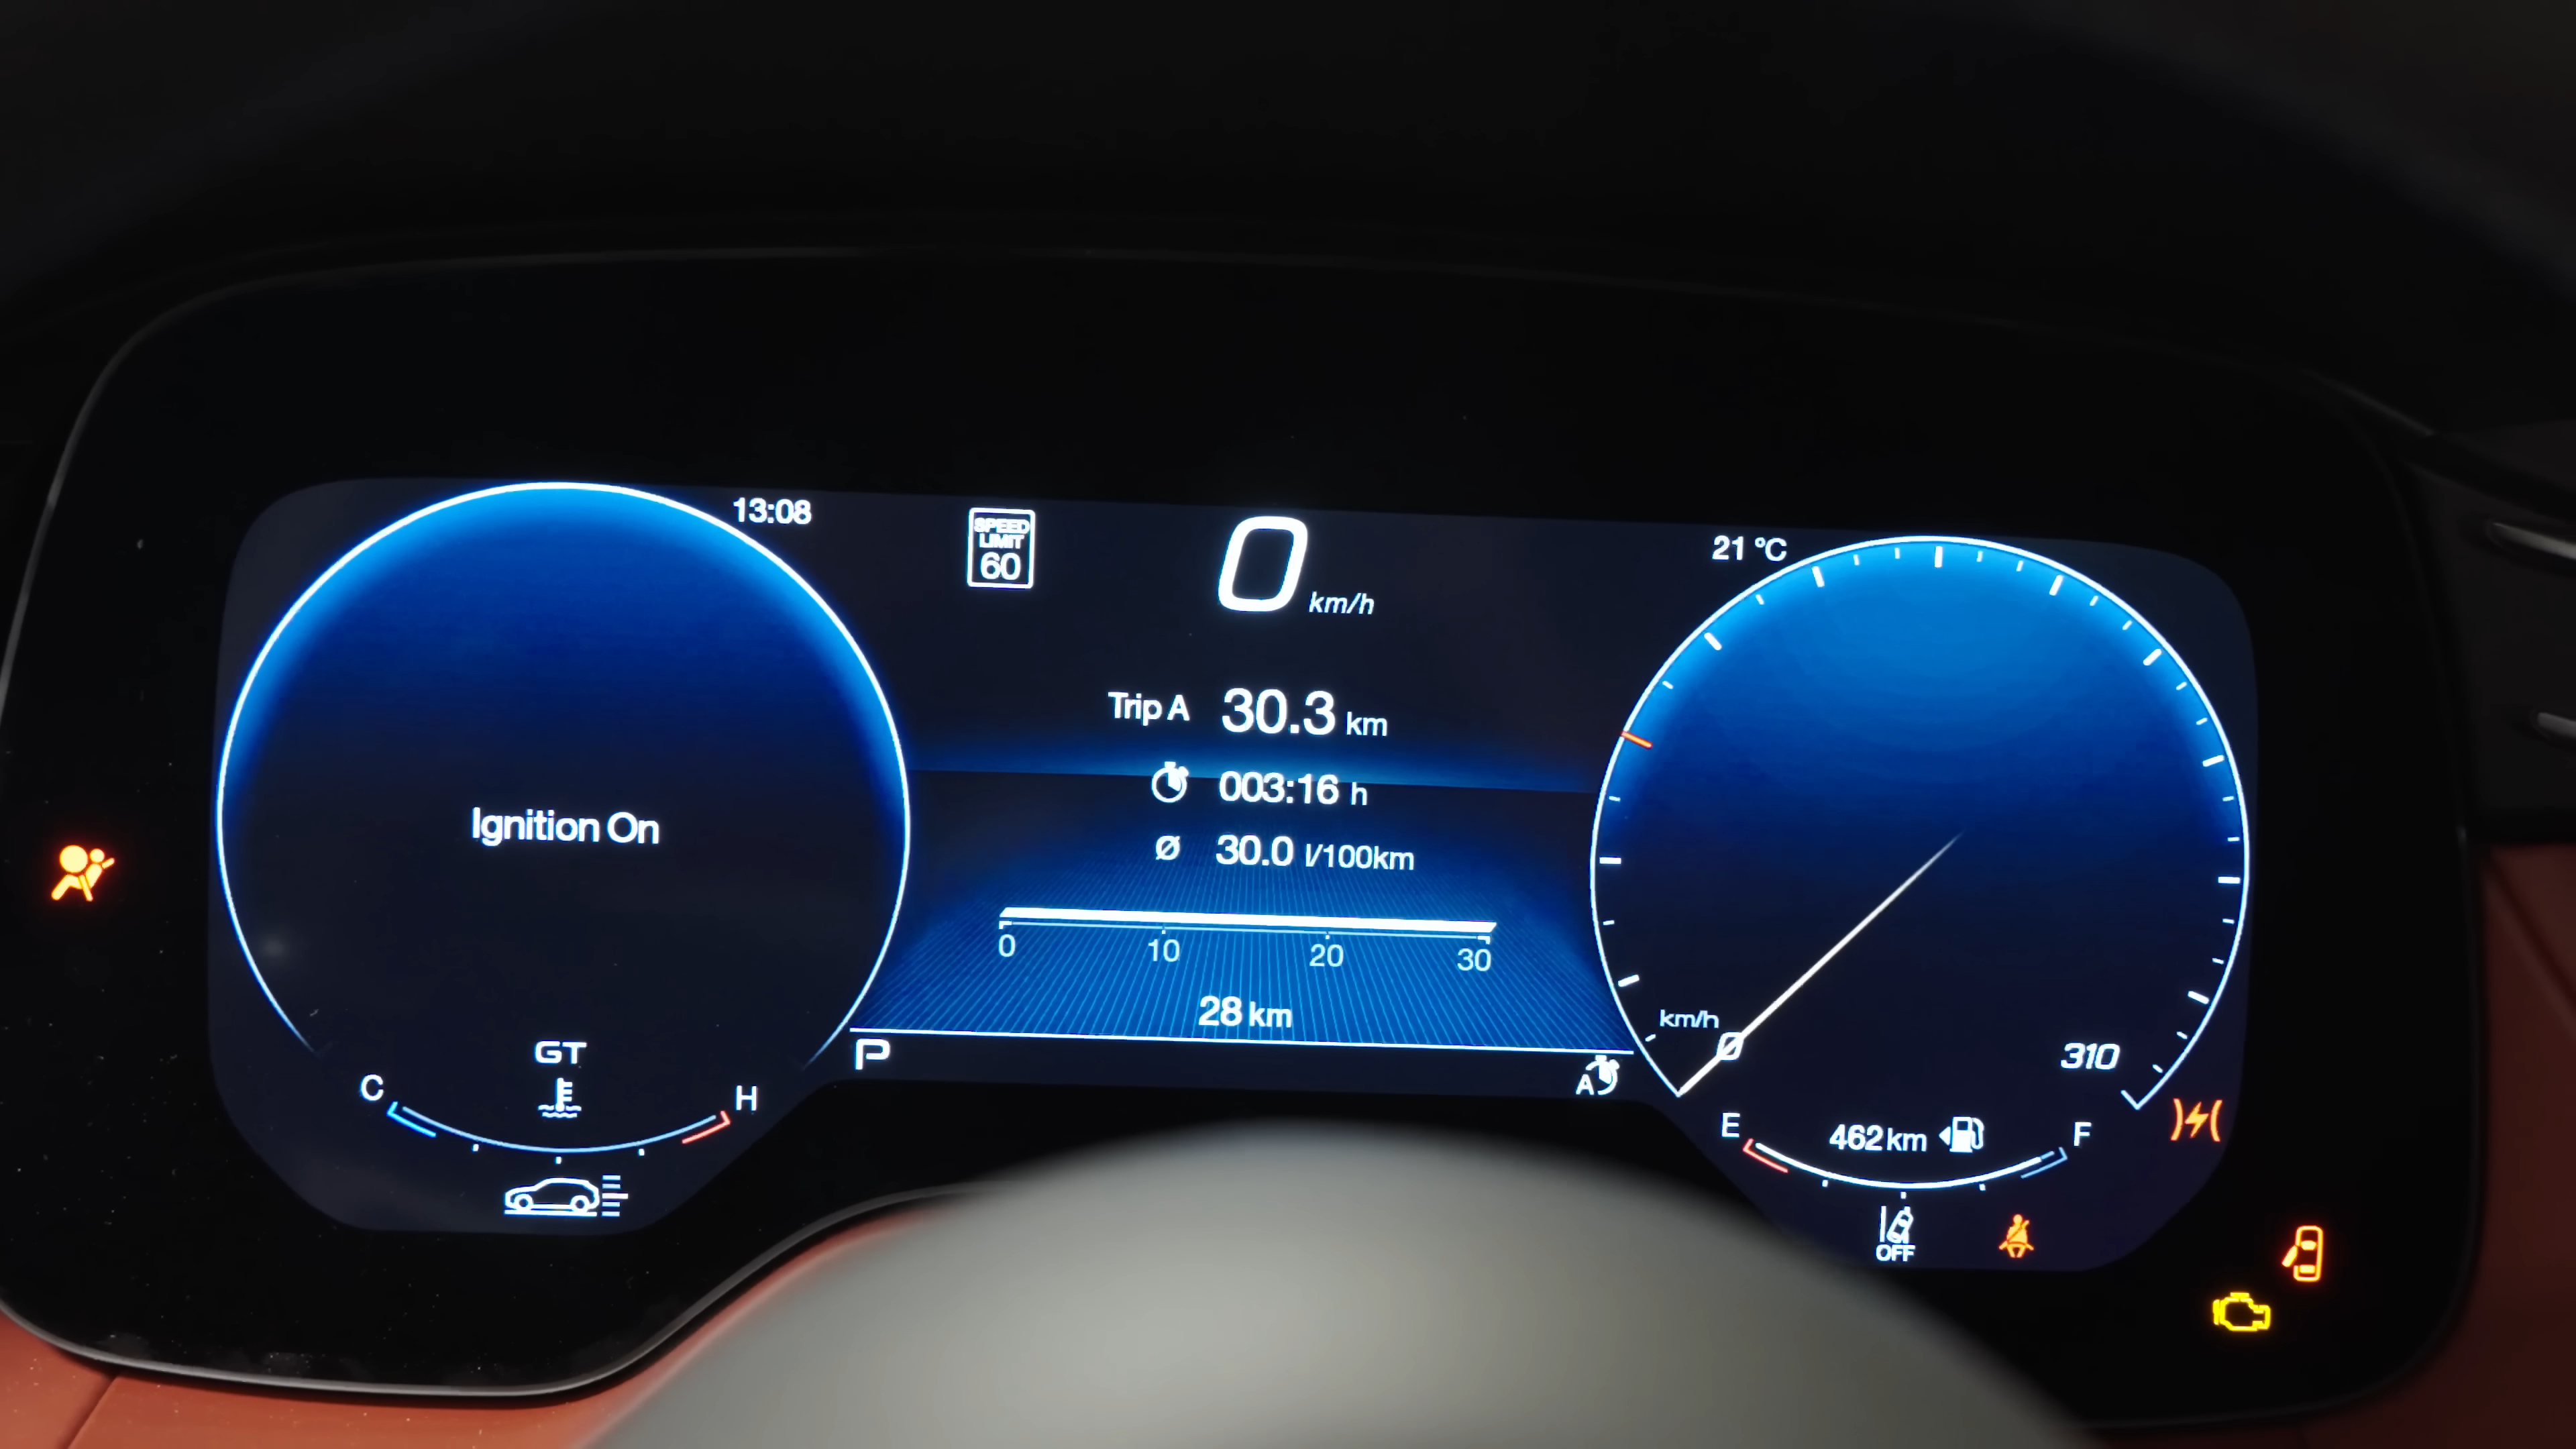 13:08
SPEED
LIMIT
60
0 km/h
21 °C
Trip A 30.3 km
003:16 h
Ø 30.0 l/100km
Ignition On
0 10 20 30
28 km
km/h
0
310
GT
P
A
C H
E 462 km F
OFF